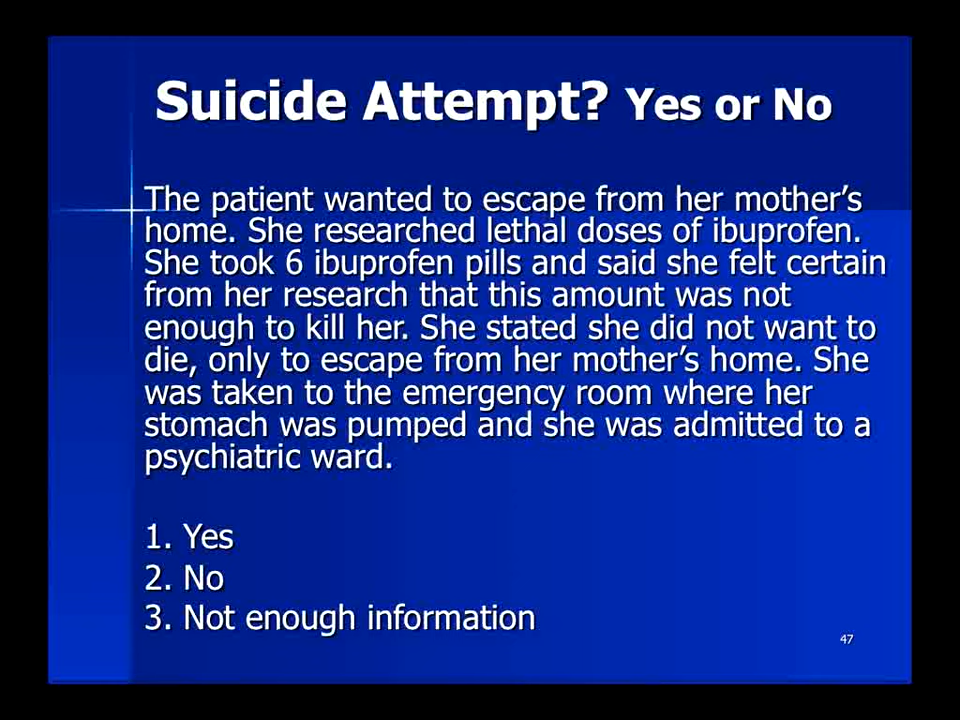 Suicide Attempt? Yes or No
The patient wanted to escape from her mother’s
home. She researched lethal doses of ibuprofen.
She took 6 ibuprofen pills and said she felt certain
from her research that this amount was not
enough to kill her. She stated she did not want to
die, only to escape from her mother’s home. She
was taken to the emergency room where her
stomach was pumped and she was admitted to a
psychiatric ward.
1. Yes
2. No
3. Not enough information
47